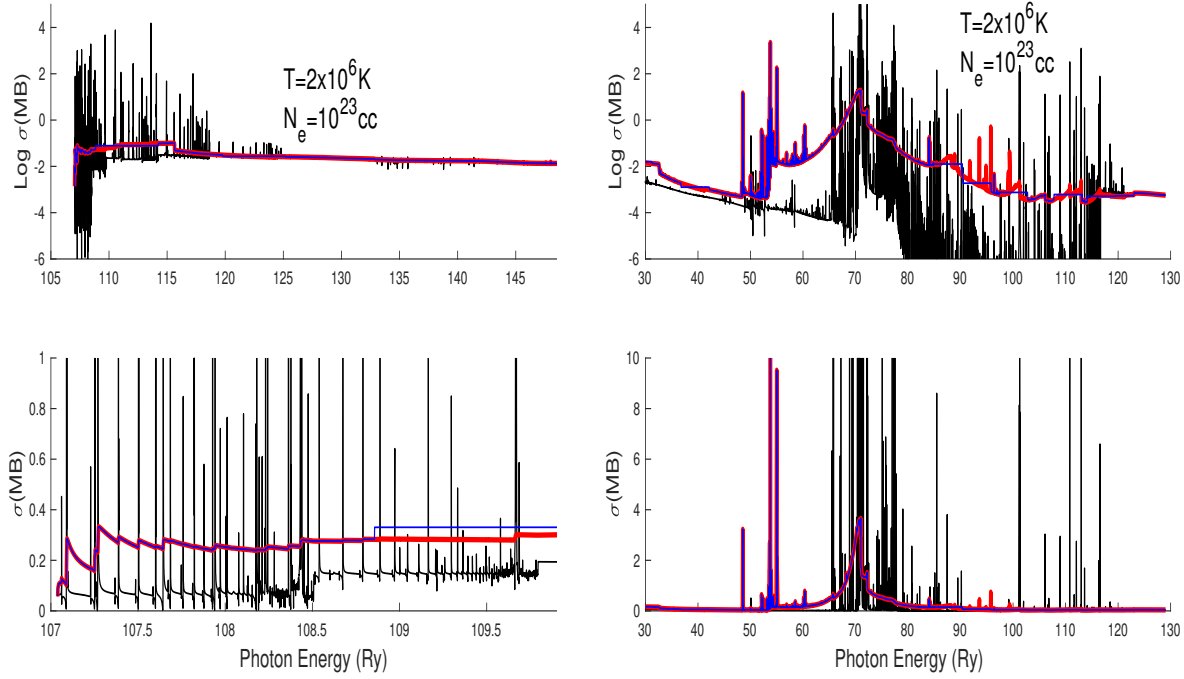 4
2
0
-2
-4
-6
Log σ(MB)
T=2x10^6K
N_e=10^23cc
105 110 115 120 125 130 135 140 145
4
2
0
-2
-4
-6
Log σ(MB)
T=2x10^6K
N_e=10^23cc
30 40 50 60 70 80 90 100 110 120 130
1
0.8
0.6
0.4
0.2
0
σ(MB)
107 107.5 108 108.5 109 109.5
Photon Energy (Ry)
10
8
6
4
2
0
σ(MB)
30 40 50 60 70 80 90 100 110 120 130
Photon Energy (Ry)